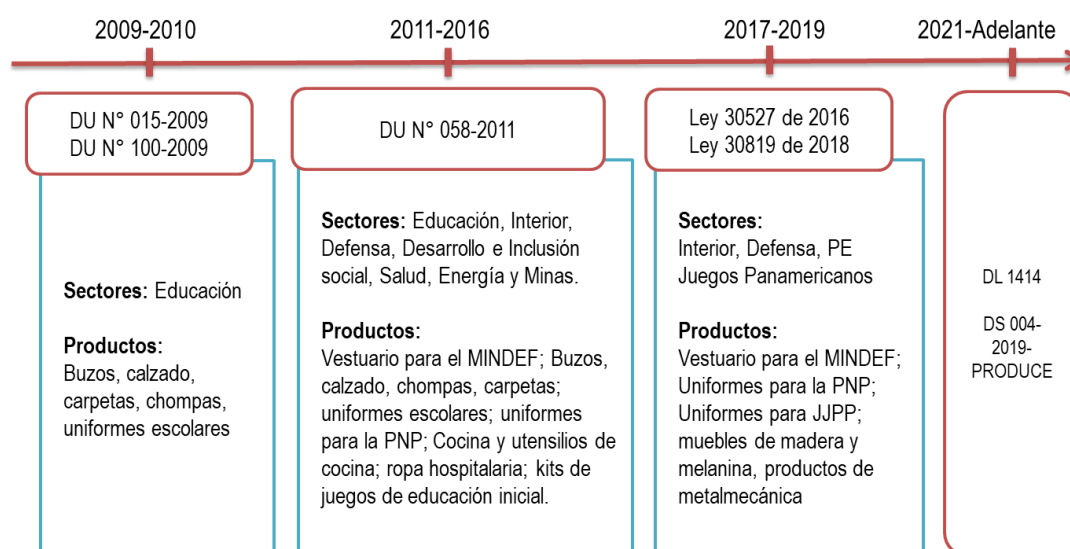 2009-2010
2011-2016
2017-2019
2021-Adelante
DU N° 015-2009
DU N° 100-2009
Sectores: Educación
Productos:
Buzos, calzado,
carpetas, chompas,
uniformes escolares
DU N° 058-2011
Sectores: Educación, Interior,
Defensa, Desarrollo e Inclusión
social, Salud, Energía y Minas.
Productos:
Vestuario para el MINDEF; Buzos,
calzado, chompas, carpetas;
uniformes escolares; uniformes
para la PNP; Cocina y utensilios de
cocina; ropa hospitalaria; kits de
juegos de educación inicial.
Ley 30527 de 2016
Ley 30819 de 2018
Sectores:
Interior, Defensa, PE
Juegos Panamericanos
Productos:
Vestuario para el MINDEF;
Uniformes para la PNP;
Uniformes para JJPP;
muebles de madera y
melanina, productos de
metalmecánica
DL 1414
DS 004-
2019-
PRODUCE